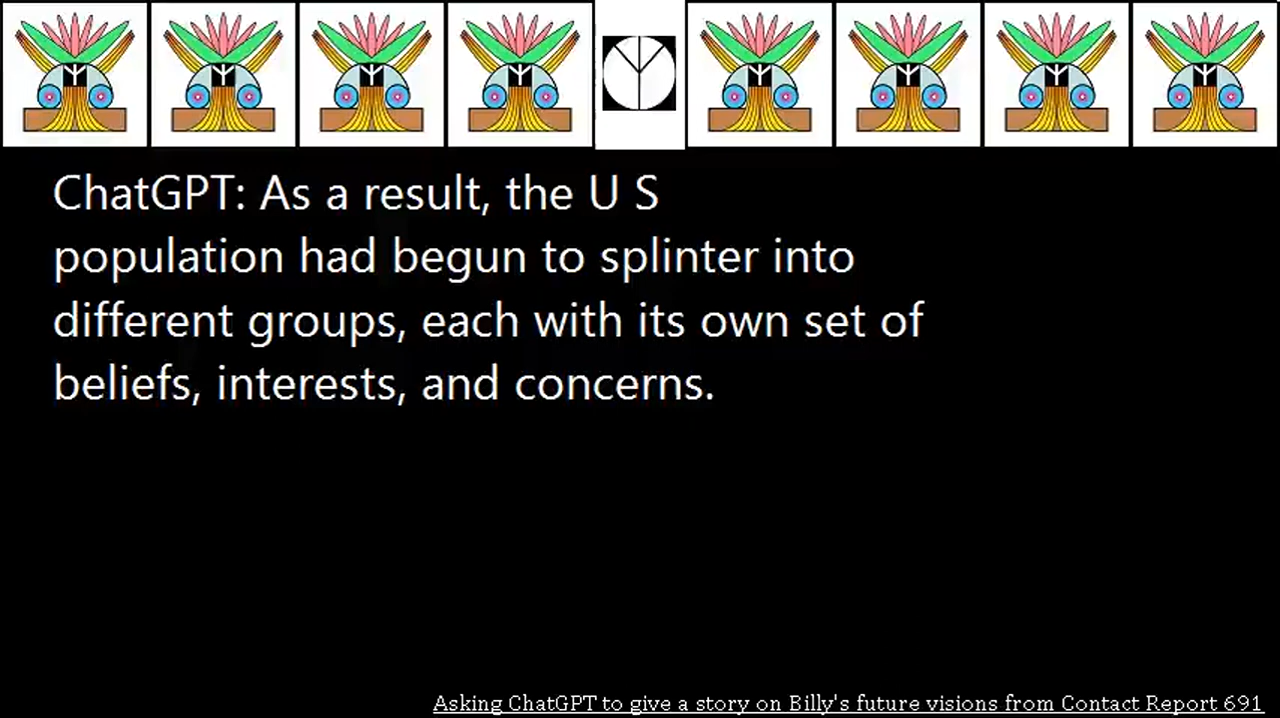 ChatGPT: As a result, the U S
population had begun to splinter into
different groups, each with its own set of
beliefs, interests, and concerns.
Asking ChatGPT to give a story on Billy's future visions from Contact Report 691